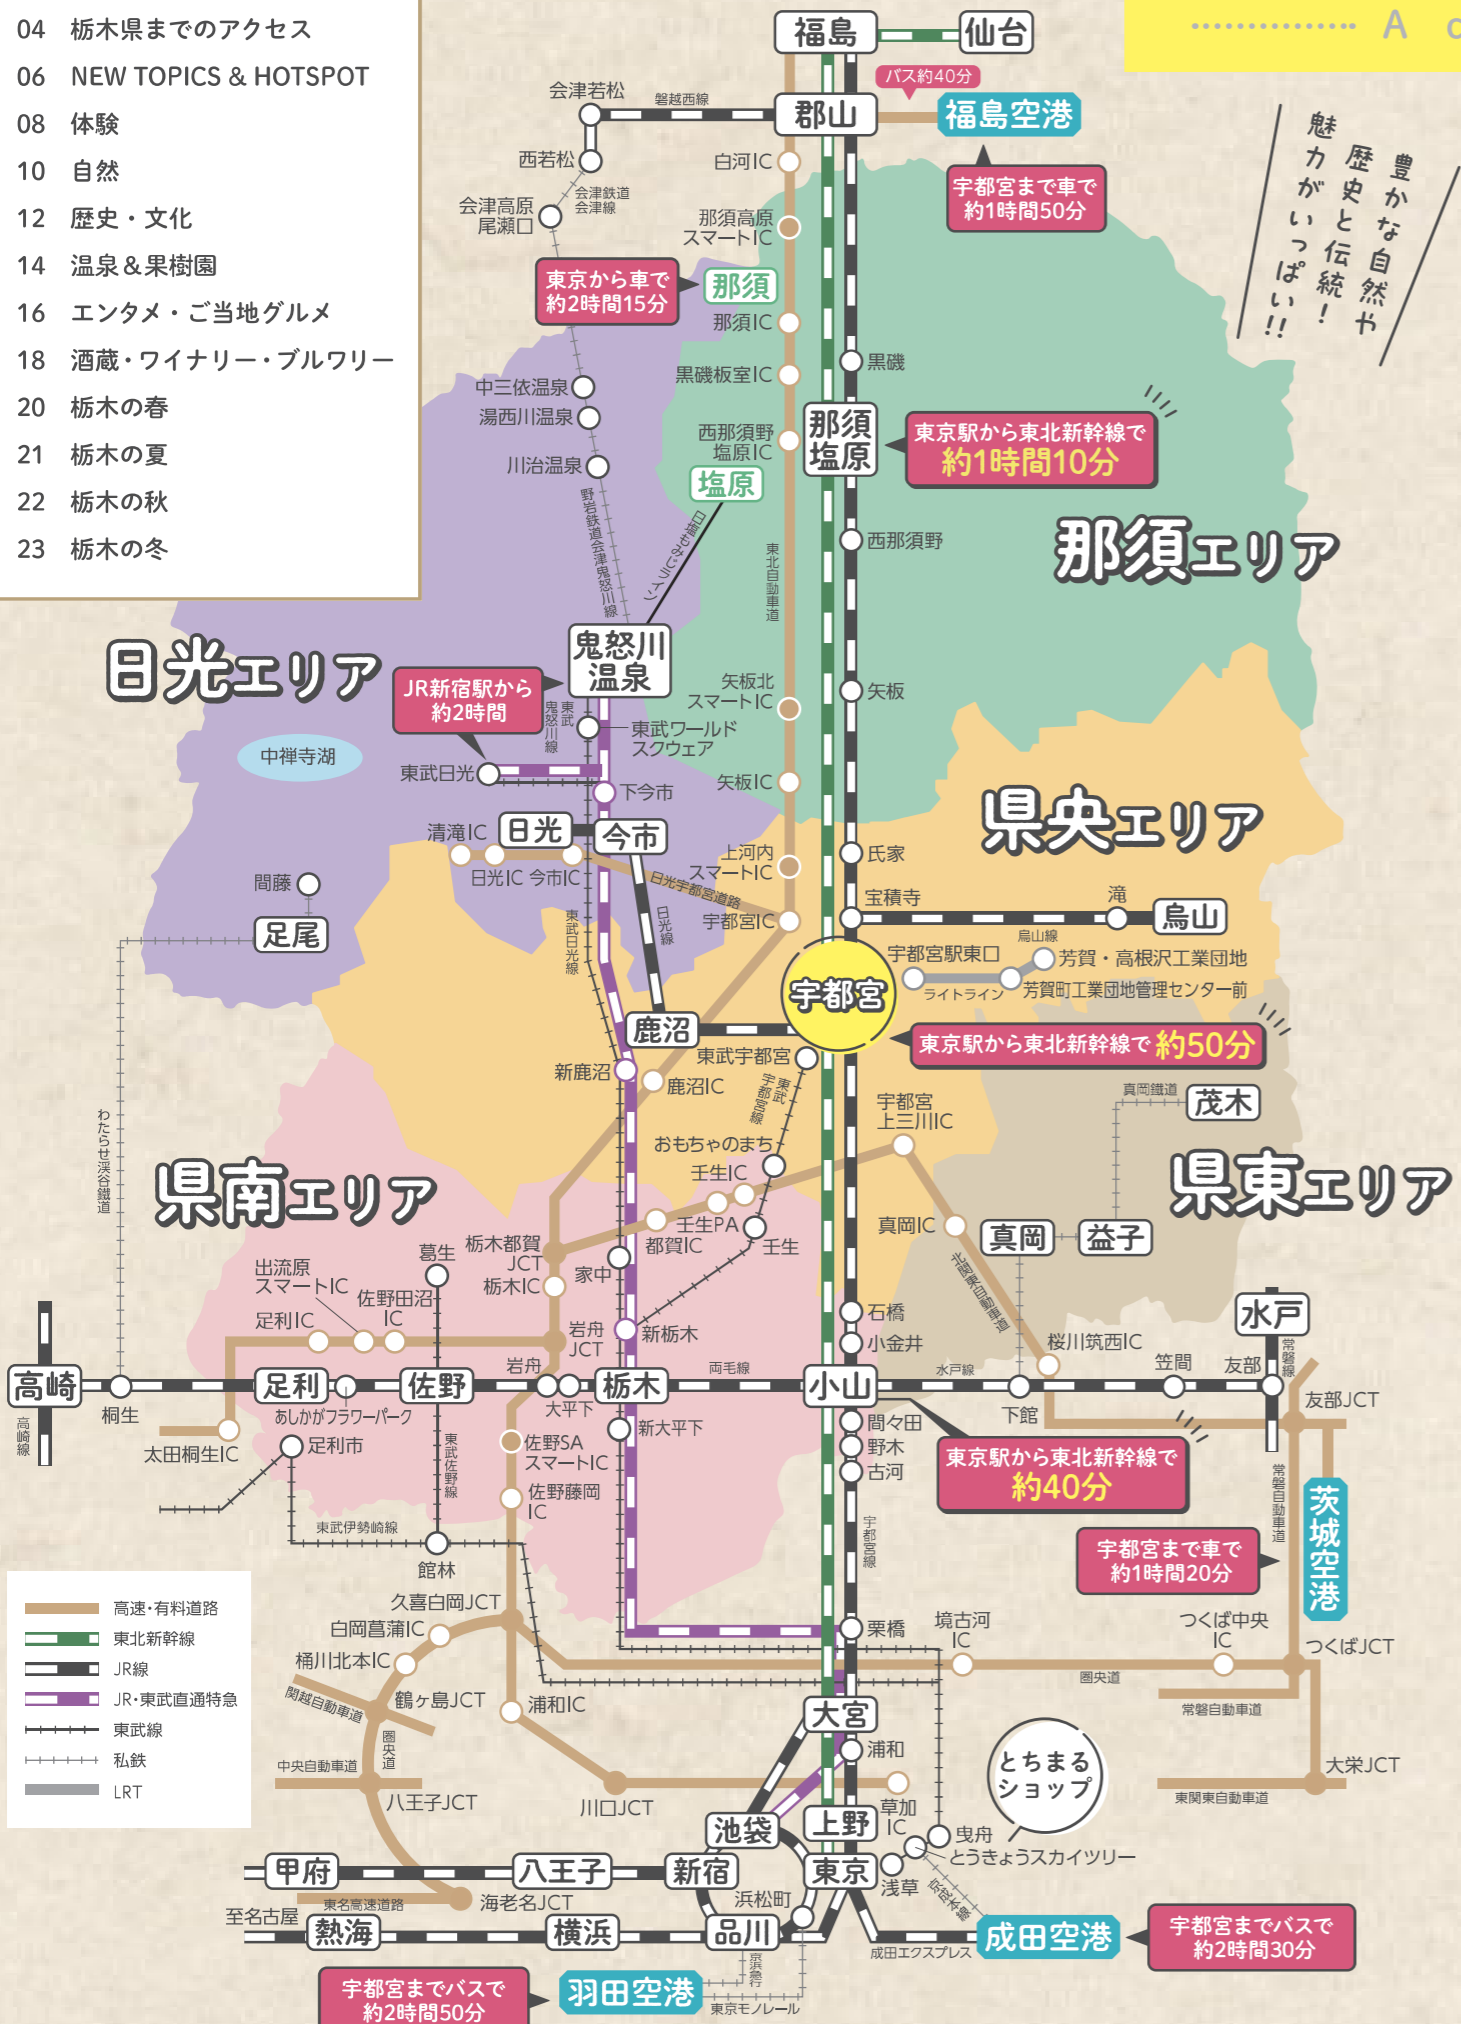 04 栃木県までのアクセス
06 NEW TOPICS & HOTSPOT
08 体験
10 自然
12 歴史・文化
14 温泉＆果樹園
16 エンタメ・ご当地グルメ
18 酒蔵・ワイナリー・ブルワリー
20 栃木の春
21 栃木の夏
22 栃木の秋
23 栃木の冬
A c
豊かな自然や
歴史と伝統！
魅力がいっぱい!!
福島
仙台
バス約40分
会津若松
磐越西線
郡山
福島空港
西若松
白河IC
宇都宮まで車で
約1時間50分
会津鉄道
会津線
会津高原
尾瀬口
那須高原
スマートIC
東京から車で
約2時間15分
那須
那須IC
黒磯
黒磯板室IC
中三依温泉
湯西川温泉
西那須野
塩原IC
那須
塩原
東京駅から東北新幹線で
約1時間10分
川治温泉
塩原
野岩鉄道会津鬼怒川線
日塩もみじライン
東北自動車道
西那須野
那須エリア
日光エリア
鬼怒川
温泉
JR新宿駅から
約2時間
東武
鬼怒川線
矢板北
スマートIC
矢板
東武ワールド
スクウェア
中禅寺湖
東武日光
下今市
矢板IC
県央エリア
清滝IC
日光
今市
日光IC
今市IC
上河内
スマートIC
氏家
日光宇都宮道路
間藤
宝積寺
滝
烏山
足尾
東武日光線
日光線
宇都宮IC
烏山線
宇都宮駅東口
芳賀・高根沢工業団地
宇都宮
ライトライン
芳賀町工業団地管理センター前
鹿沼
東京駅から東北新幹線で約50分
東武宇都宮
新鹿沼
鹿沼IC
東武
宇都宮線
宇都宮
上三川IC
真岡鐵道
茂木
わたらせ渓谷鐵道
おもちゃのまち
壬生IC
県南エリア
県東エリア
壬生PA
都賀IC
壬生
真岡IC
真岡
益子
栃木都賀
JCT
葛生
家中
栃木IC
北関東自動車道
出流原
スマートIC
佐野田沼
IC
足利IC
岩舟
JCT
新栃木
石橋
小金井
水戸
桜川筑西IC
岩舟
両毛線
水戸線
笠間
友部
常磐線
高崎
足利
佐野
栃木
小山
桐生
あしかがフラワーパーク
大平下
下館
友部JCT
高崎線
太田桐生IC
足利市
東武佐野線
佐野SA
スマートIC
新大平下
間々田
野木
古河
東京駅から東北新幹線で
約40分
佐野藤岡
IC
東武伊勢崎線
館林
宇都宮線
常磐自動車道
茨城空港
宇都宮まで車で
約1時間20分
高速・有料道路
東北新幹線
JR線
JR・東武直通特急
東武線
私鉄
LRT
久喜白岡JCT
白岡菖蒲IC
桶川北本IC
栗橋
境古河
IC
つくば中央
IC
つくばJCT
圏央道
関越自動車道
鶴ヶ島JCT
浦和IC
大宮
常磐自動車道
圏央道
浦和
とちまる
ショップ
中央自動車道
八王子JCT
川口JCT
大栄JCT
東関東自動車道
草加
IC
池袋
上野
曳舟
とうきょうスカイツリー
甲府
八王子
新宿
東京
浅草
東名高速道路
海老名JCT
浜松町
京成本線
至名古屋
熱海
横浜
品川
成田エクスプレス
成田空港
宇都宮までバスで
約2時間30分
京浜急行
宇都宮までバスで
約2時間50分
羽田空港
東京モノレール